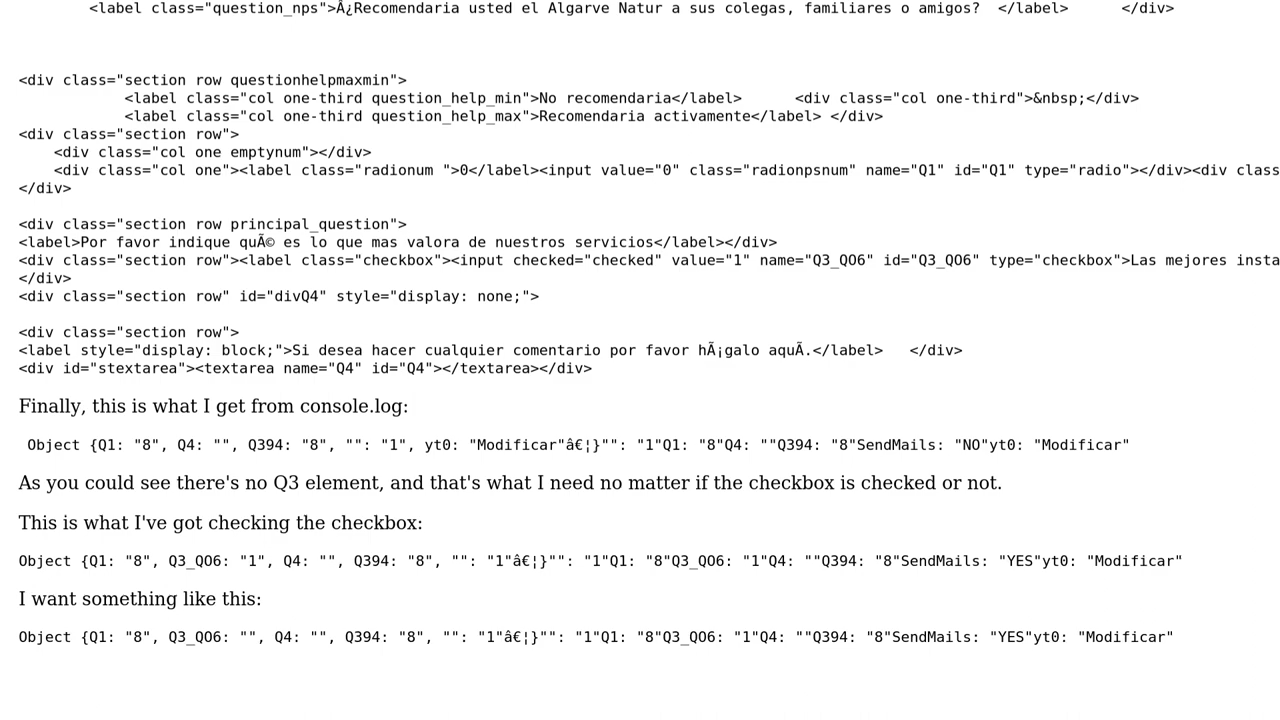 <label class="question_nps">Â¿Recomendaria usted el Algarve Natur a sus colegas, familiares o amigos?  </label>      </div>
<div class="section row questionhelpmaxmin">
<label class="col one-third question_help_min">No recomendaria</label>      <div class="col one-third">&nbsp;</div>
<label class="col one-third question_help_max">Recomendaria activamente</label> </div>
<div class="section row">
<div class="col one emptynum"></div>
<div class="col one"><label class="radionum ">0</label><input value="0" class="radionpsnum" name="Q1" id="Q1" type="radio"></div><div clas
</div>
<div class="section row principal_question">
<label>Por favor indique quÃ© es lo que mas valora de nuestros servicios</label></div>
<div class="section row"><label class="checkbox"><input checked="checked" value="1" name="Q3_QO6" id="Q3_QO6" type="checkbox">Las mejores insta
</div>
<div class="section row" id="divQ4" style="display: none;">
<div class="section row">
<label style="display: block;">Si desea hacer cualquier comentario por favor hÃ¡galo aquÃ.</label>   </div>
<div id="stextarea"><textarea name="Q4" id="Q4"></textarea></div>
Finally, this is what I get from console.log:
Object {Q1: "8", Q4: "", Q394: "8", "": "1", yt0: "Modificar"â€¦}"": "1"Q1: "8"Q4: ""Q394: "8"SendMails: "NO"yt0: "Modificar"
As you could see there's no Q3 element, and that's what I need no matter if the checkbox is checked or not.
This is what I've got checking the checkbox:
Object {Q1: "8", Q3_QO6: "1", Q4: "", Q394: "8", "": "1"â€¦}"": "1"Q1: "8"Q3_QO6: "1"Q4: ""Q394: "8"SendMails: "YES"yt0: "Modificar"
I want something like this:
Object {Q1: "8", Q3_QO6: "", Q4: "", Q394: "8", "": "1"â€¦}"": "1"Q1: "8"Q3_QO6: "1"Q4: ""Q394: "8"SendMails: "YES"yt0: "Modificar"